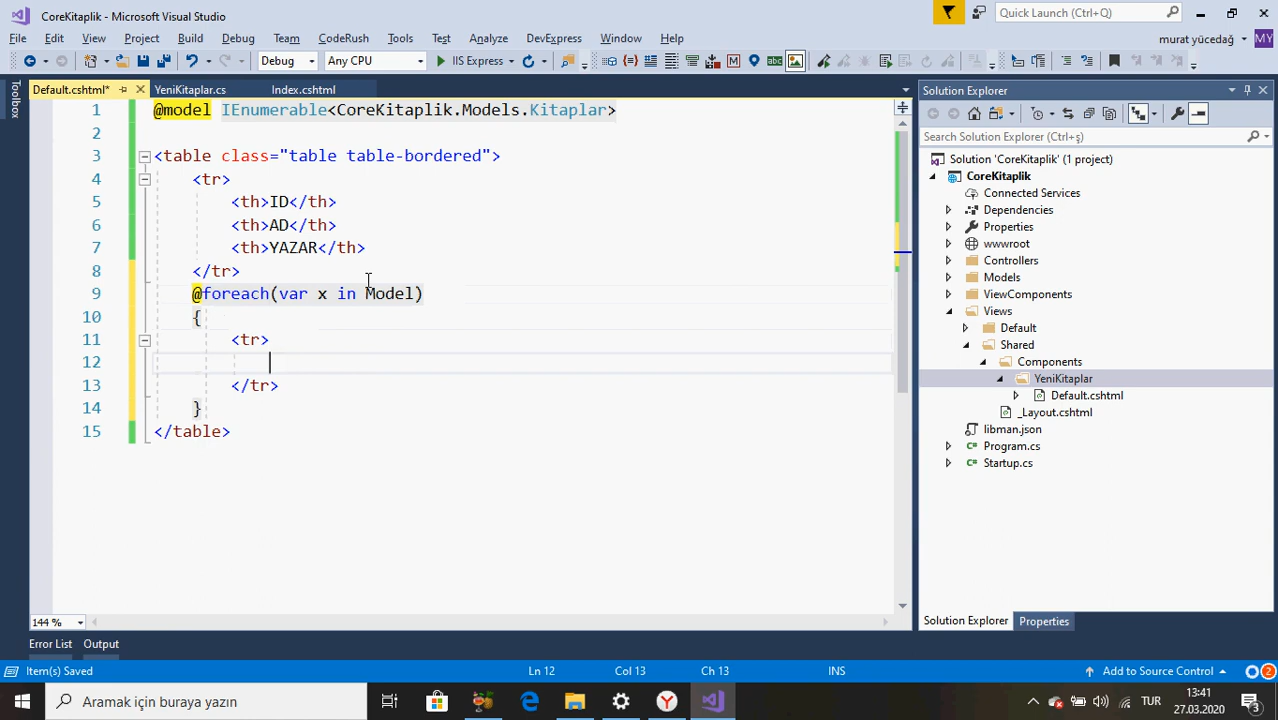 CoreKitaplik - Microsoft Visual Studio
Quick Launch (Ctrl+Q)
File Edit View Project Build Debug Team CodeRush Tools Test Analyze DevExpress Window Help
murat yücedağ MY
Debug Any CPU IIS Express abc
Toolbox
Default.cshtml* YeniKitaplar.cs Index.cshtml
1 @model IEnumerable<CoreKitaplik.Models.Kitaplar>
2
3 <table class="table table-bordered">
4 <tr>
5 <th>ID</th>
6 <th>AD</th>
7 <th>YAZAR</th>
8 </tr>
9 @foreach(var x in Model)
10 {
11 <tr>
12
13 </tr>
14 }
15 </table>
144 %
Solution Explorer
Search Solution Explorer (Ctrl+ş)
Solution 'CoreKitaplik' (1 project)
CoreKitaplik
Connected Services
Dependencies
Properties
wwwroot
Controllers
Models
ViewComponents
Views
Default
Shared
Components
YeniKitaplar
Default.cshtml
_Layout.cshtml
libman.json
Program.cs
Startup.cs
Solution Explorer Properties
Error List Output
Item(s) Saved Ln 12 Col 13 Ch 13 INS Add to Source Control 2
Aramak için buraya yazın
TUR
13:41
27.03.2020
3